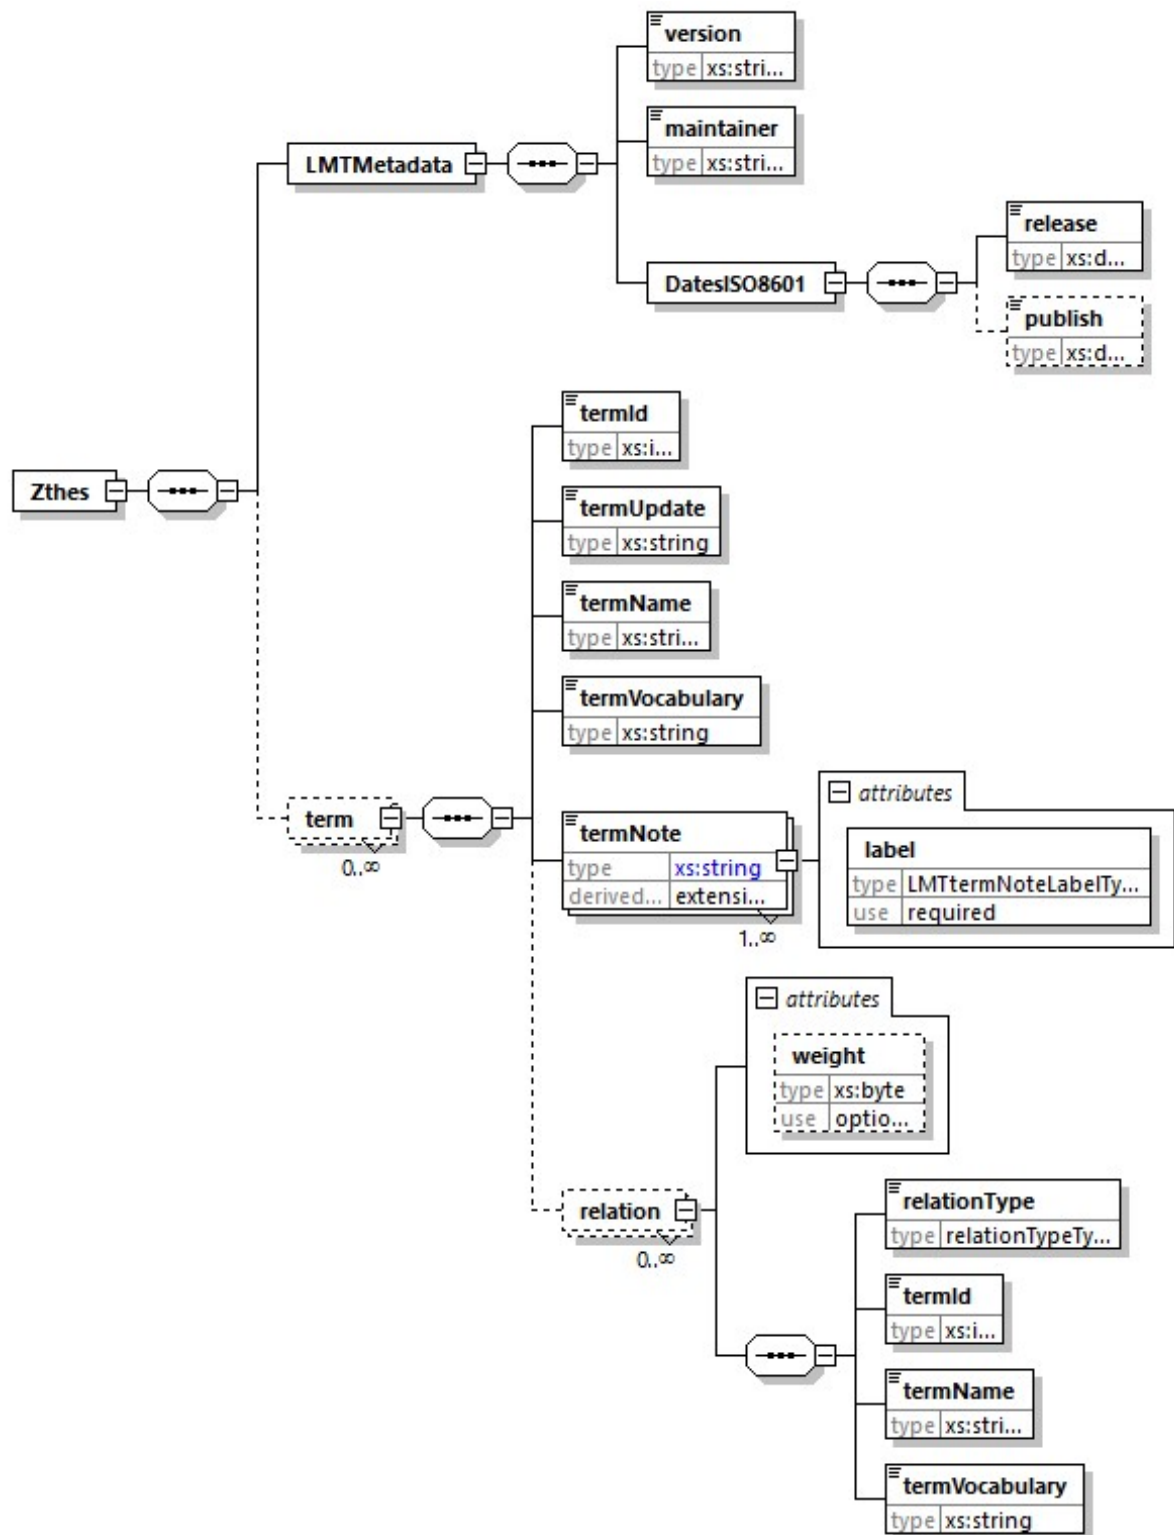 version
type xs:stri...
maintainer
type xs:stri...
LMTMetadata
release
type xs:d...
DatesISO8601
publish
type xs:d...
termId
type xs:i...
Zthes
termUpdate
type xs:string
termName
type xs:stri...
termVocabulary
type xs:string
attributes
term
0..∞
termNote
type xs:string
derived... extensi...
1..∞
label
type LMTtermNoteLabelTy...
use required
attributes
weight
type xs:byte
use optio...
relation
0..∞
relationType
type relationTypeTy...
termId
type xs:i...
termName
type xs:stri...
termVocabulary
type xs:string